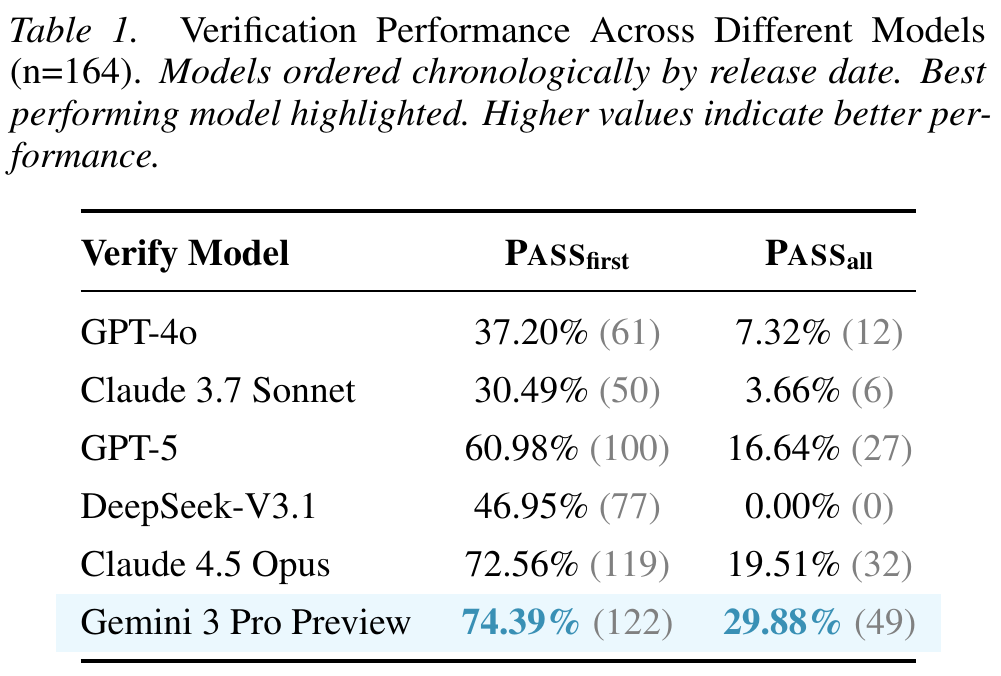 Table 1. Verification Performance Across Different Models
(n=164). Models ordered chronologically by release date. Best
performing model highlighted. Higher values indicate better per-
formance.
Verify Model PASSfirst PASSall
GPT-4o 37.20% (61) 7.32% (12)
Claude 3.7 Sonnet 30.49% (50) 3.66% (6)
GPT-5 60.98% (100) 16.64% (27)
DeepSeek-V3.1 46.95% (77) 0.00% (0)
Claude 4.5 Opus 72.56% (119) 19.51% (32)
Gemini 3 Pro Preview 74.39% (122) 29.88% (49)